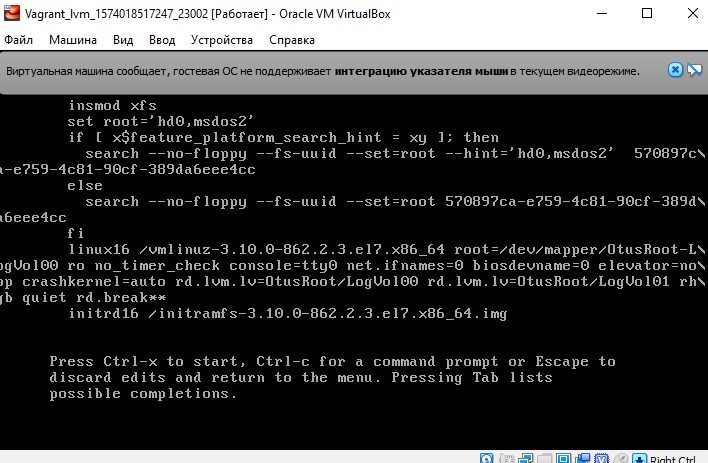 Vagrant_lvm_1574018517247_23002 [Работает] - Oracle VM VirtualBox
Файл Машина Вид Ввод Устройства Справка
Виртуальная машина сообщает, гостевая ОС не поддерживает интеграцию указателя мыши в текущем видеорежиме.
insmod xfs
set root='hd0,msdos2'
if [ x$feature_platform_search_hint = xy ]; then
search --no-floppy --fs-uuid --set=root --hint='hd0,msdos2' 570897c\
a-e759-4c81-90cf-389da6eee4cc
else
search --no-floppy --fs-uuid --set=root 570897ca-e759-4c81-90cf-389d\
a6eee4cc
fi
linux16 /vmlinuz-3.10.0-862.2.3.el7.x86_64 root=/dev/mapper/OtusRoot-L\
ogVol00 ro no_timer_check console=tty0 net.ifnames=0 biosdevname=0 elevator=no\
op crashkernel=auto rd.lvm.lv=OtusRoot/LogVol00 rd.lvm.lv=OtusRoot/LogVol01 rh\
gb quiet rd.break**
initrd16 /initramfs-3.10.0-862.2.3.el7.x86_64.img
Press Ctrl-x to start, Ctrl-c for a command prompt or Escape to
discard edits and return to the menu. Pressing Tab lists
possible completions.
Right Ctrl